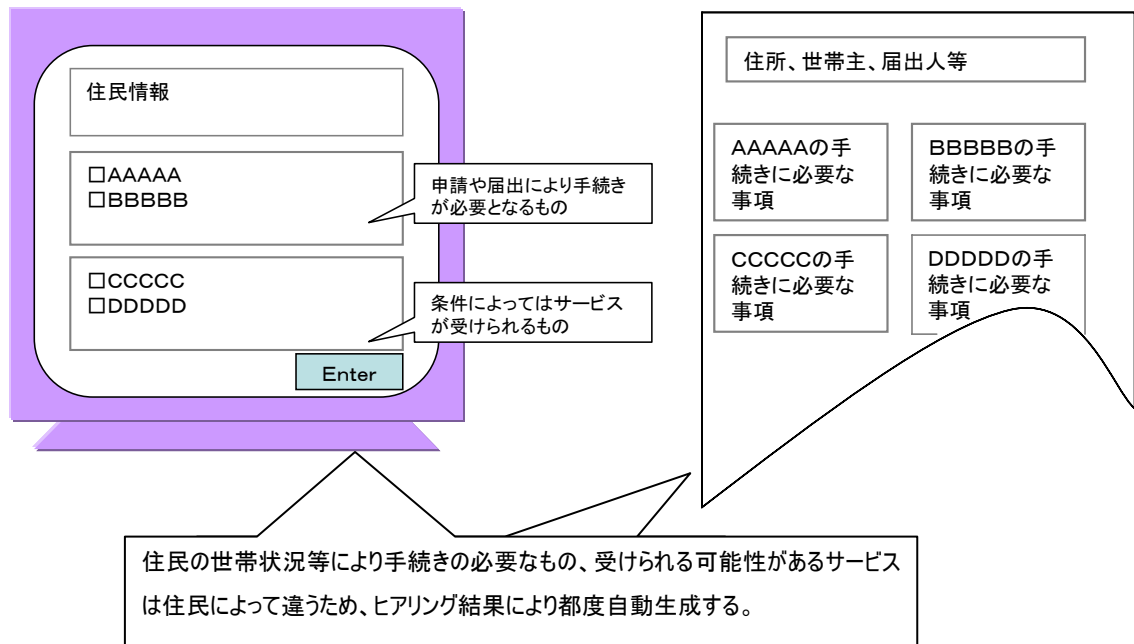 住民情報
□AAAAA
□BBBBB
申請や届出により手続き
が必要となるもの
□CCCCC
□DDDDD
条件によってはサービス
が受けられるもの
Enter
住所、世帯主、届出人等
AAAAAの手
続きに必要な
事項
BBBBBの手
続きに必要な
事項
CCCCCの手
続きに必要な
事項
DDDDDの手
続きに必要な
事項
住民の世帯状況等により手続きの必要なもの、受けられる可能性があるサービス
は住民によって違うため、ヒアリング結果により都度自動生成する。